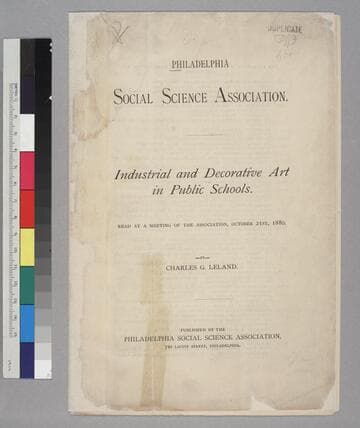 DUPLICATE
PHILADELPHIA
SOCIAL SCIENCE ASSOCIATION.
Industrial and Decorative Art
in Public Schools.
READ AT A MEETING OF THE ASSOCIATION, OCTOBER 21ST, 1880,
—BY—
CHARLES G. LELAND.
PUBLISHED BY THE
PHILADELPHIA SOCIAL SCIENCE ASSOCIATION,
720 LOCUST STREET, PHILADELPHIA.